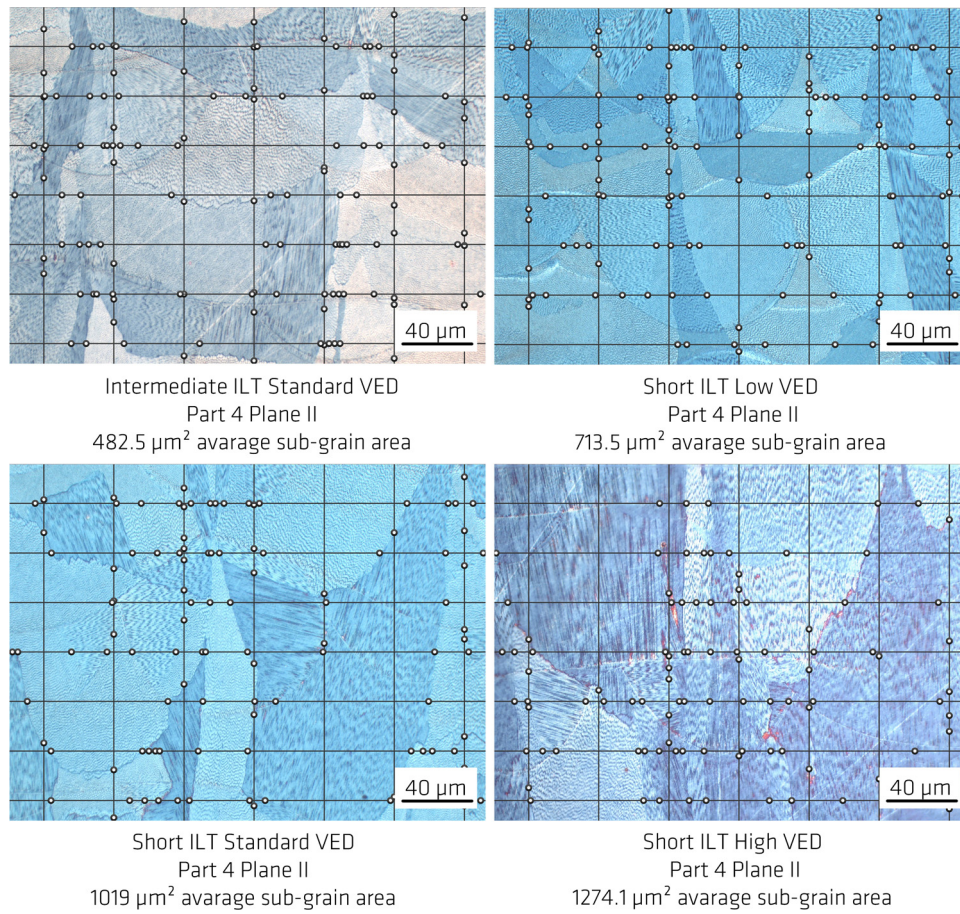 40 µm
40 µm
Intermediate ILT Standard VED
Part 4 Plane II
482.5 µm² avarage sub-grain area
Short ILT Low VED
Part 4 Plane II
713.5 µm² avarage sub-grain area
40 µm
40 µm
Short ILT Standard VED
Part 4 Plane II
1019 µm² avarage sub-grain area
Short ILT High VED
Part 4 Plane II
1274.1 µm² avarage sub-grain area